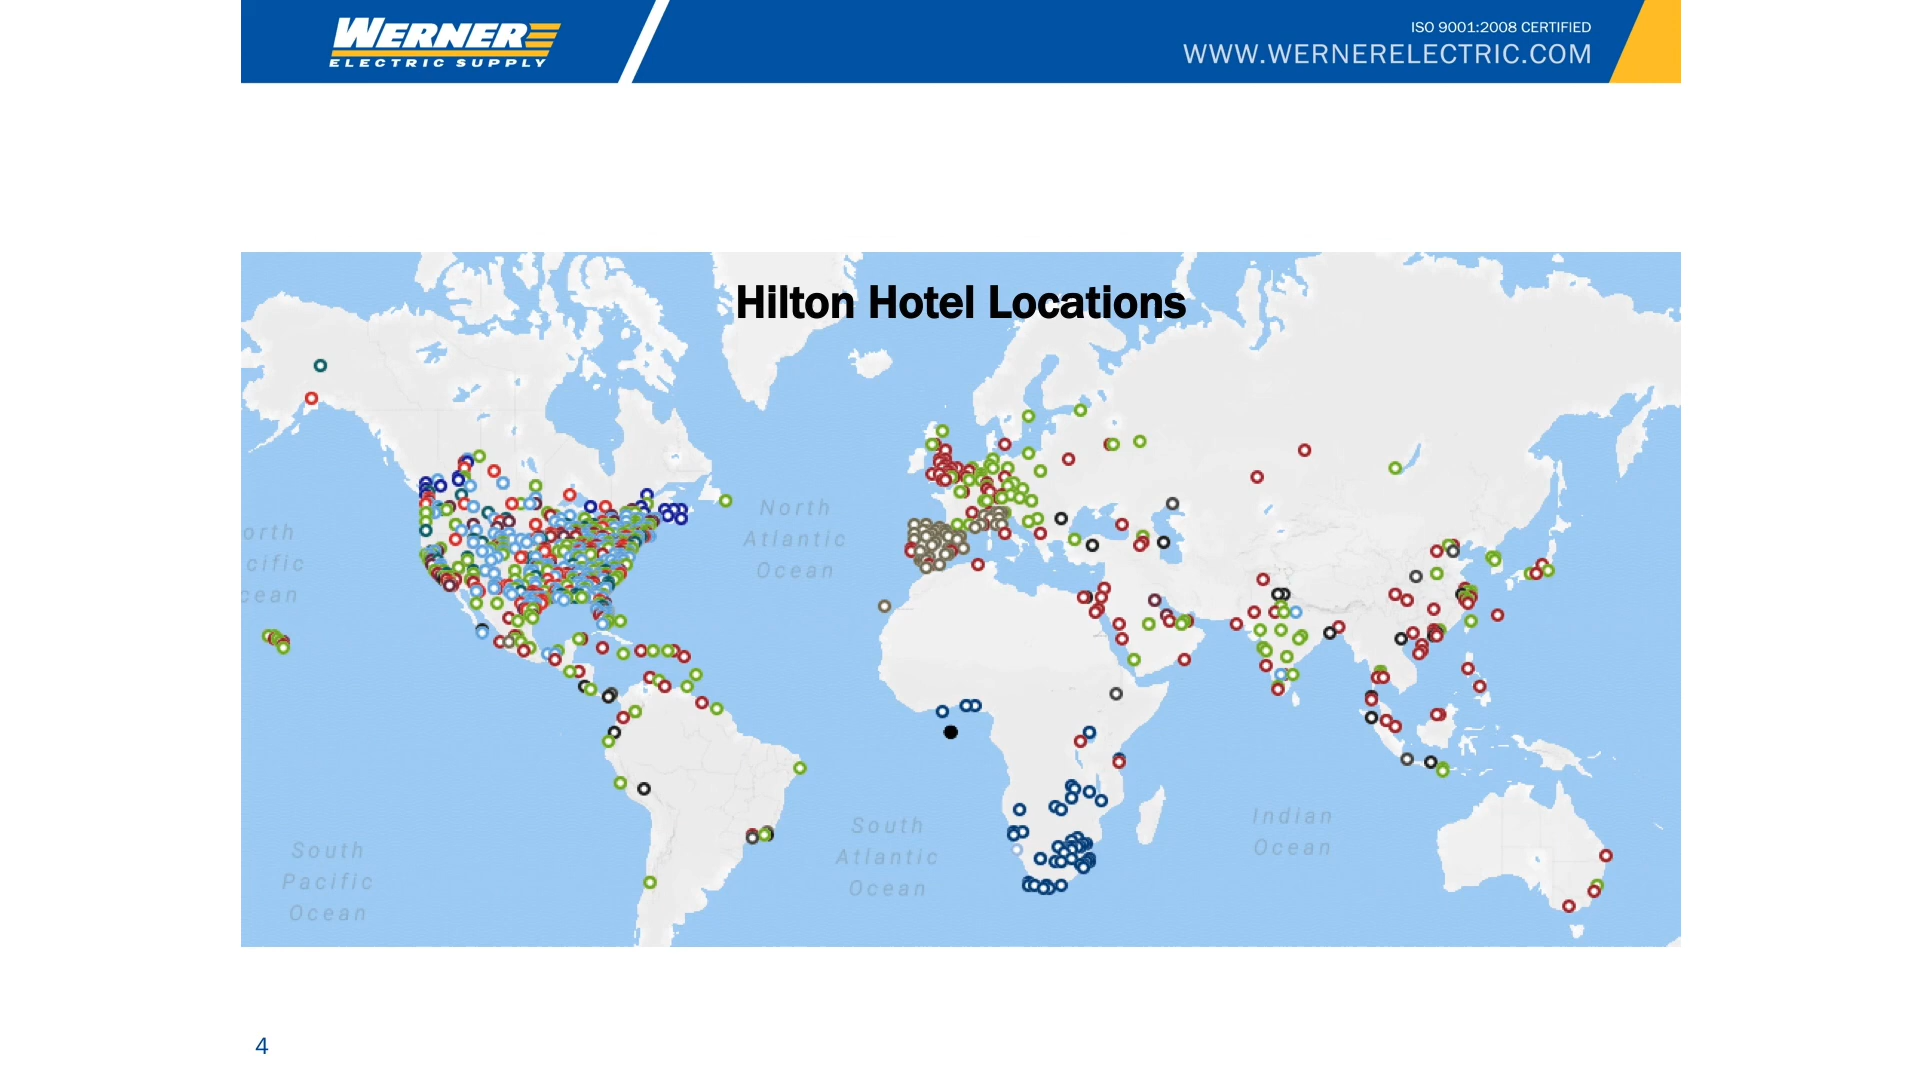 WERNER
ELECTRIC SUPPLY
ISO 9001:2008 CERTIFIED
WWW.WERNERELECTRIC.COM
Hilton Hotel Locations
North
Atlantic
Ocean
orth
cific
cean
South
Pacific
Ocean
South
Atlantic
Ocean
Indian
Ocean
4